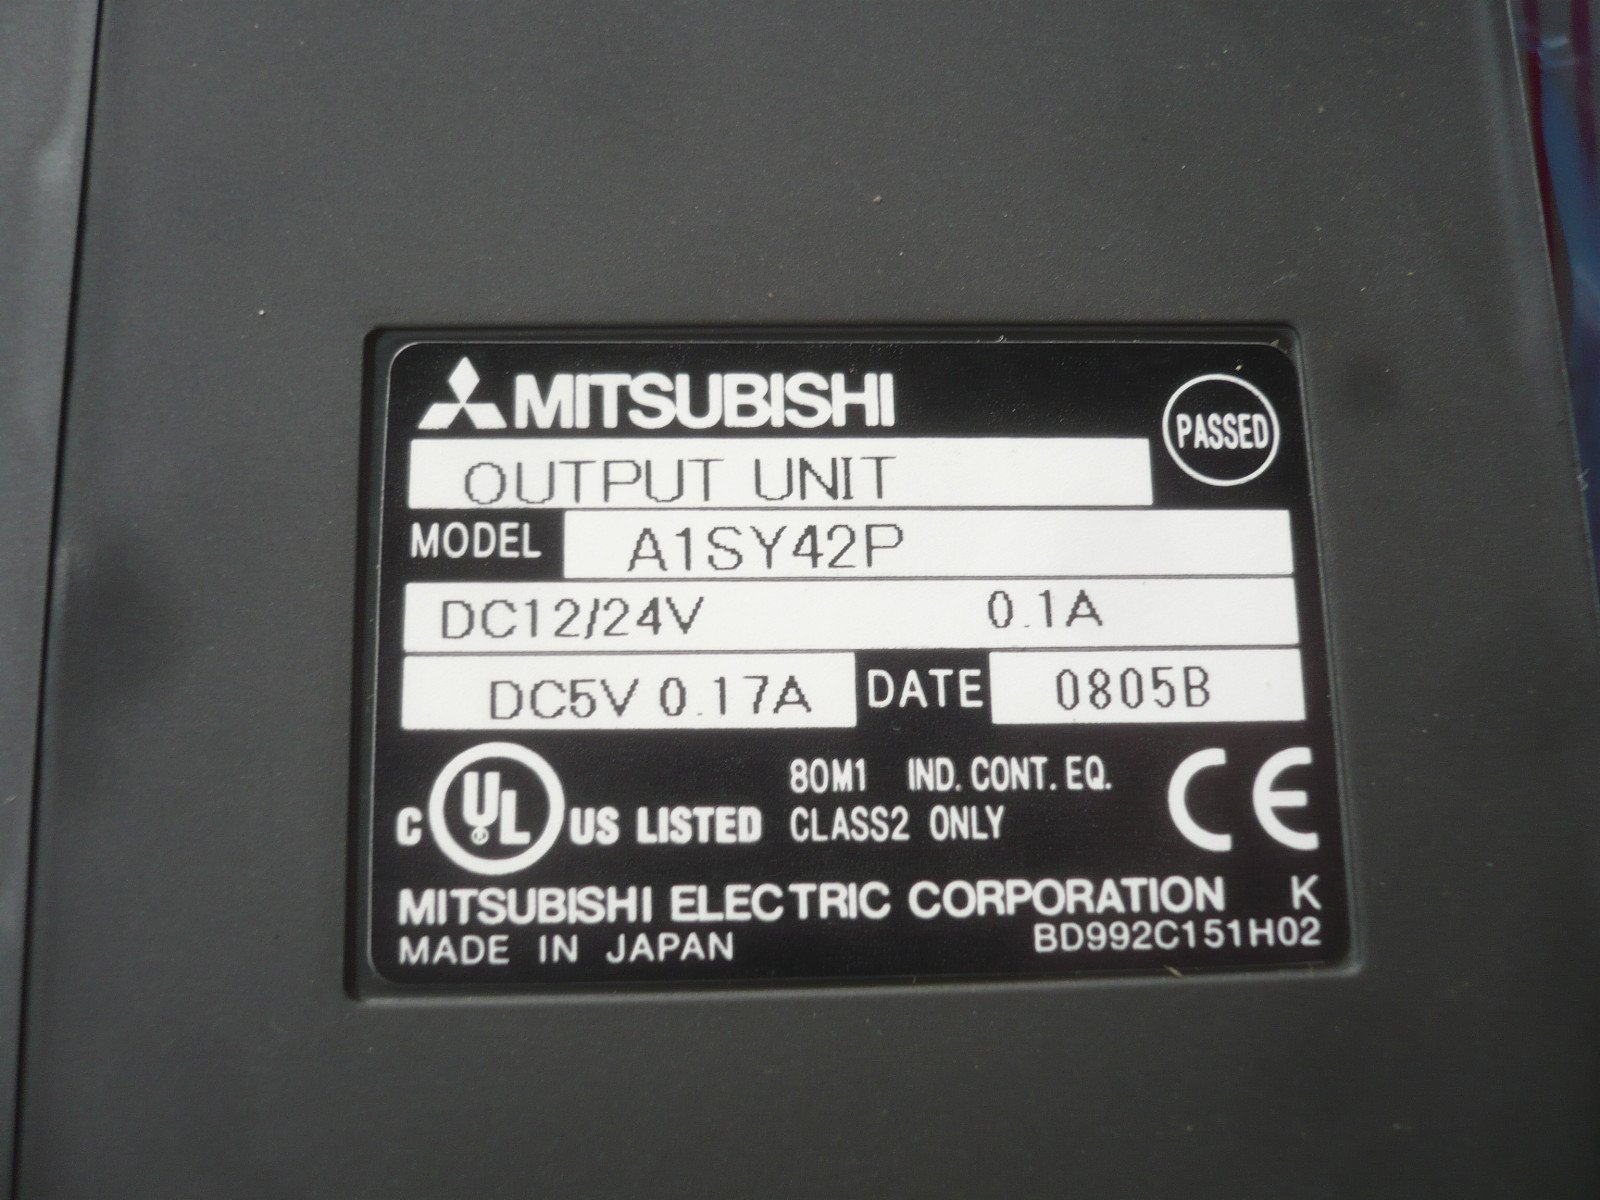 MITSUBISHI
PASSED
OUTPUT UNIT
MODEL A1SY42P
DC12/24V 0.1A
DC5V 0.17A DATE 0805B
C UL® US LISTED
80M1 IND. CONT. EQ.
CLASS2 ONLY
CE
MITSUBISHI ELECTRIC CORPORATION K
MADE IN JAPAN BD992C151H02